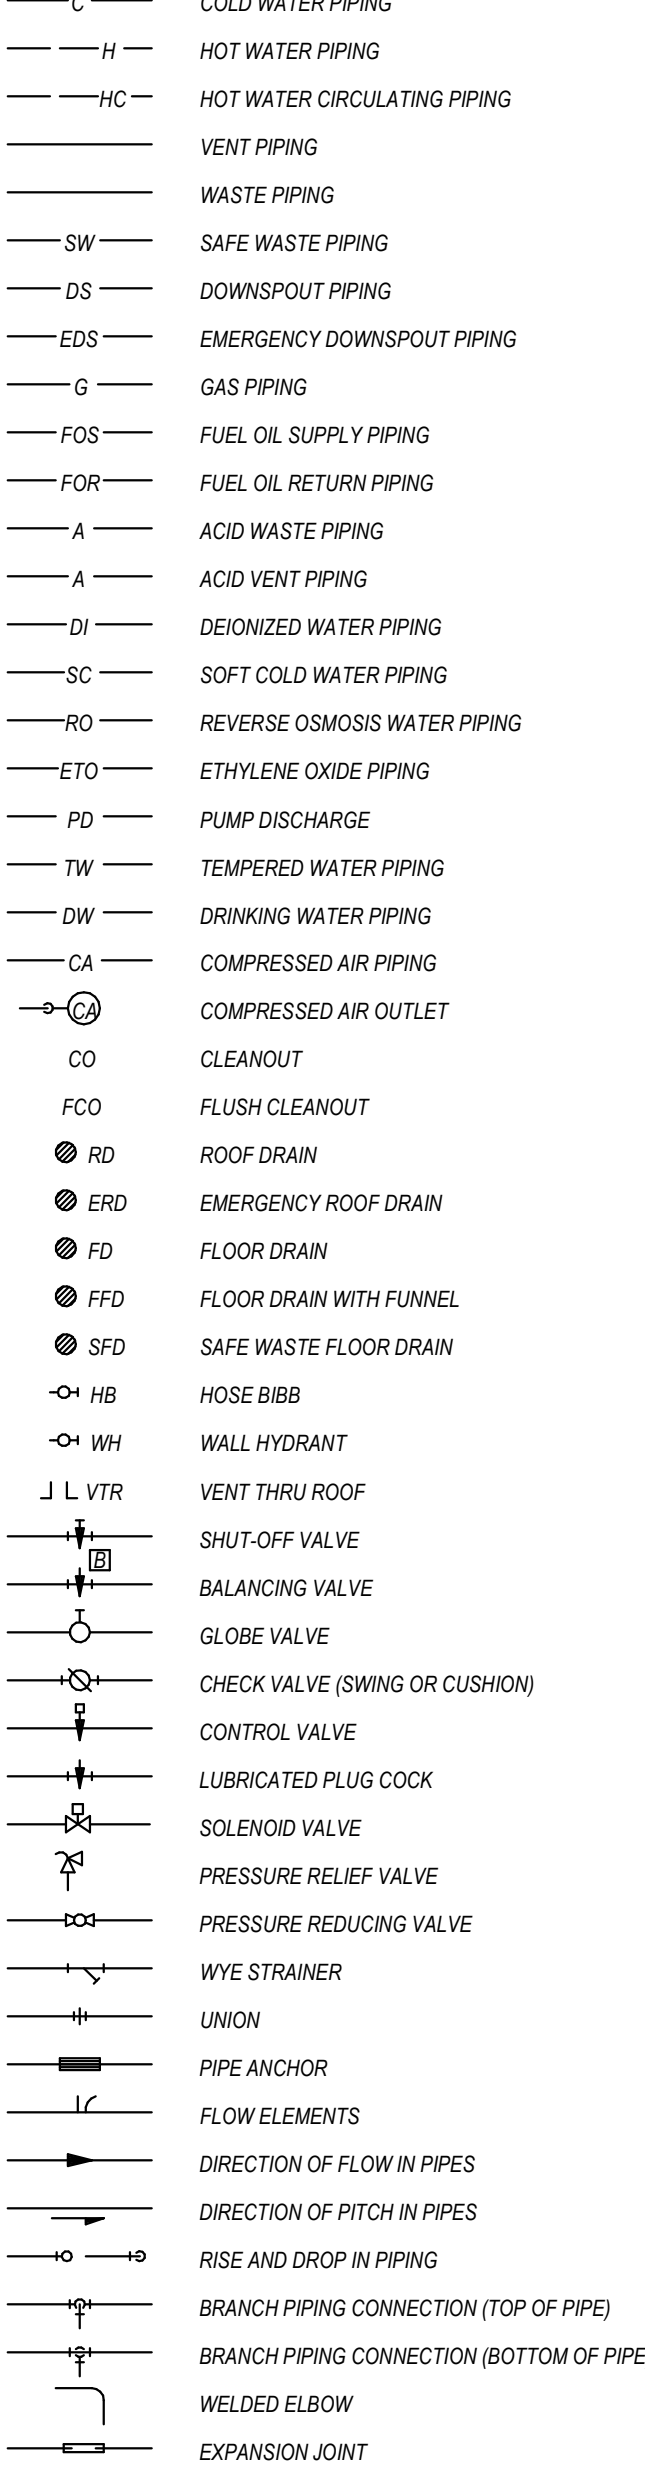 C COLD WATER PIPING
H HOT WATER PIPING
HC HOT WATER CIRCULATING PIPING
VENT PIPING
WASTE PIPING
SW SAFE WASTE PIPING
DS DOWNSPOUT PIPING
EDS EMERGENCY DOWNSPOUT PIPING
G GAS PIPING
FOS FUEL OIL SUPPLY PIPING
FOR FUEL OIL RETURN PIPING
A ACID WASTE PIPING
A ACID VENT PIPING
DI DEIONIZED WATER PIPING
SC SOFT COLD WATER PIPING
RO REVERSE OSMOSIS WATER PIPING
ETO ETHYLENE OXIDE PIPING
PD PUMP DISCHARGE
TW TEMPERED WATER PIPING
DW DRINKING WATER PIPING
CA COMPRESSED AIR PIPING
CA COMPRESSED AIR OUTLET
CO CLEANOUT
FCO FLUSH CLEANOUT
RD ROOF DRAIN
ERD EMERGENCY ROOF DRAIN
FD FLOOR DRAIN
FFD FLOOR DRAIN WITH FUNNEL
SFD SAFE WASTE FLOOR DRAIN
HB HOSE BIBB
WH WALL HYDRANT
VTR VENT THRU ROOF
SHUT-OFF VALVE
B
BALANCING VALVE
GLOBE VALVE
CHECK VALVE (SWING OR CUSHION)
CONTROL VALVE
LUBRICATED PLUG COCK
SOLENOID VALVE
PRESSURE RELIEF VALVE
PRESSURE REDUCING VALVE
WYE STRAINER
UNION
PIPE ANCHOR
FLOW ELEMENTS
DIRECTION OF FLOW IN PIPES
DIRECTION OF PITCH IN PIPES
RISE AND DROP IN PIPING
BRANCH PIPING CONNECTION (TOP OF PIPE)
BRANCH PIPING CONNECTION (BOTTOM OF PIPE
WELDED ELBOW
EXPANSION JOINT